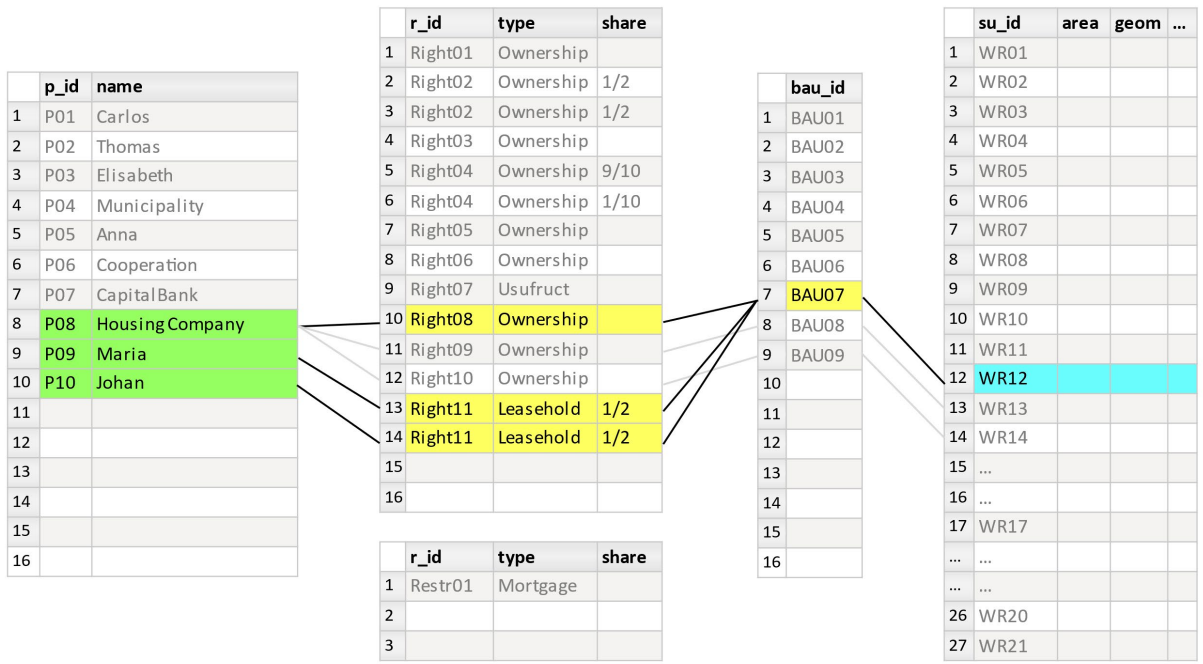 p_id name
1 P01 Carlos
2 P02 Thomas
3 P03 Elisabeth
4 P04 Municipality
5 P05 Anna
6 P06 Cooperation
7 P07 CapitalBank
8 P08 Housing Company
9 P09 Maria
10 P10 Johan
11
12
13
14
15
16
r_id type share
1 Right01 Ownership
2 Right02 Ownership 1/2
3 Right02 Ownership 1/2
4 Right03 Ownership
5 Right04 Ownership 9/10
6 Right04 Ownership 1/10
7 Right05 Ownership
8 Right06 Ownership
9 Right07 Usufruct
10 Right08 Ownership
11 Right09 Ownership
12 Right10 Ownership
13 Right11 Leasehold 1/2
14 Right11 Leasehold 1/2
15
16
r_id type share
1 Restr01 Mortgage
2
3
bau_id
1 BAU01
2 BAU02
3 BAU03
4 BAU04
5 BAU05
6 BAU06
7 BAU07
8 BAU08
9 BAU09
10
11
12
13
14
15
16
su_id area geom ...
1 WR01
2 WR02
3 WR03
4 WR04
5 WR05
6 WR06
7 WR07
8 WR08
9 WR09
10 WR10
11 WR11
12 WR12
13 WR13
14 WR14
15 ...
16 ...
17 WR17
... ...
... ...
26 WR20
27 WR21